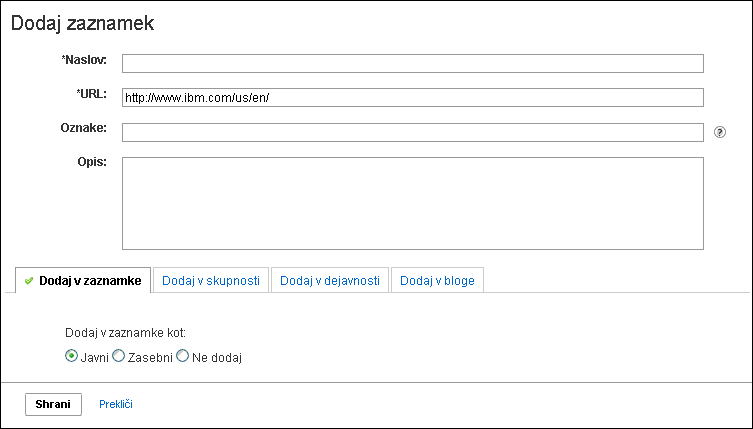 Dodaj zaznamek
*Naslov:
*URL: http://www.ibm.com/us/en/
Oznake: ?
Opis:
Dodaj v zaznamke Dodaj v skupnosti Dodaj v dejavnosti Dodaj v bloge
Dodaj v zaznamke kot:
Javni Zasebni Ne dodaj
Shrani Prekliči